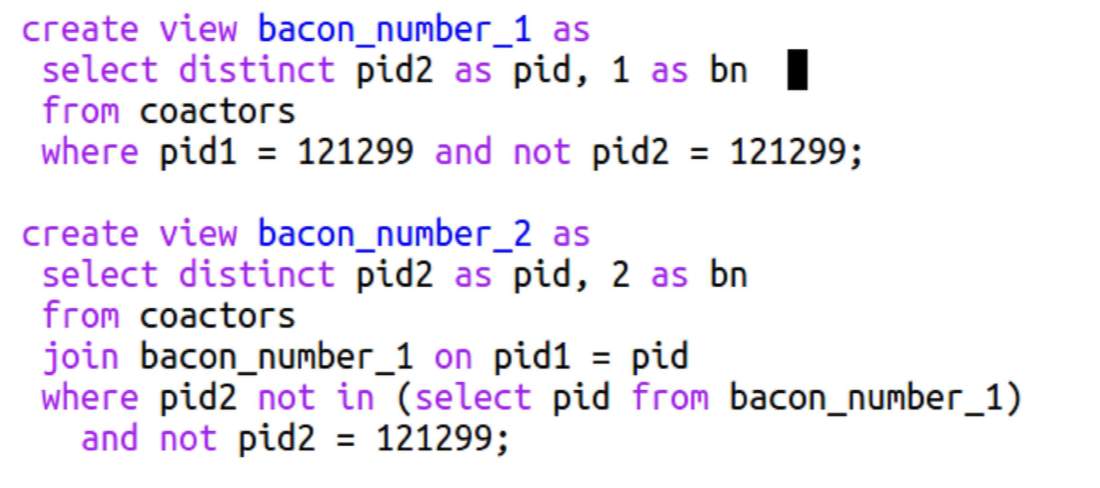 create view bacon_number_1 as
select distinct pid2 as pid, 1 as bn
from coactors
where pid1 = 121299 and not pid2 = 121299;
create view bacon_number_2 as
select distinct pid2 as pid, 2 as bn
from coactors
join bacon_number_1 on pid1 = pid
where pid2 not in (select pid from bacon_number_1)
and not pid2 = 121299;